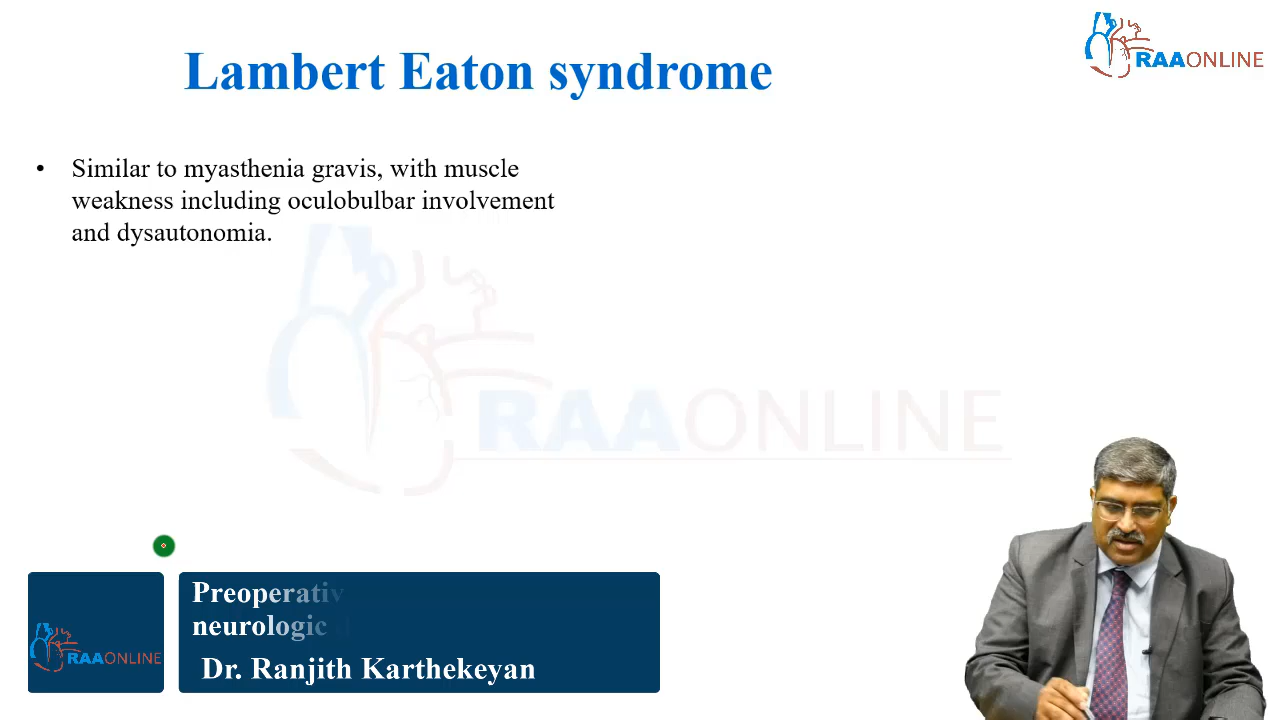 Lambert Eaton syndrome
RAAONLINE
• Similar to myasthenia gravis, with muscle
weakness including oculobulbar involvement
and dysautonomia.
RAAONLINE
Preoperativ
neurologic
RAAONLINE
Dr. Ranjith Karthekeyan